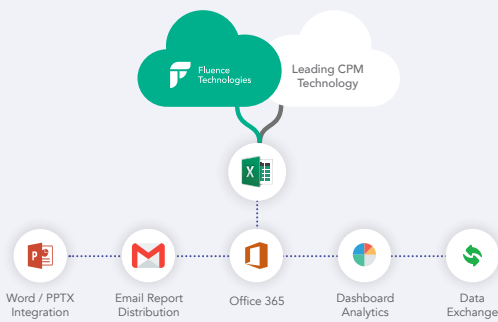 Fluence
Technologies
Leading CPM
Technology
X
P
Word / PPTX
Integration
Email Report
Distribution
Office 365
Dashboard
Analytics
Data
Exchange